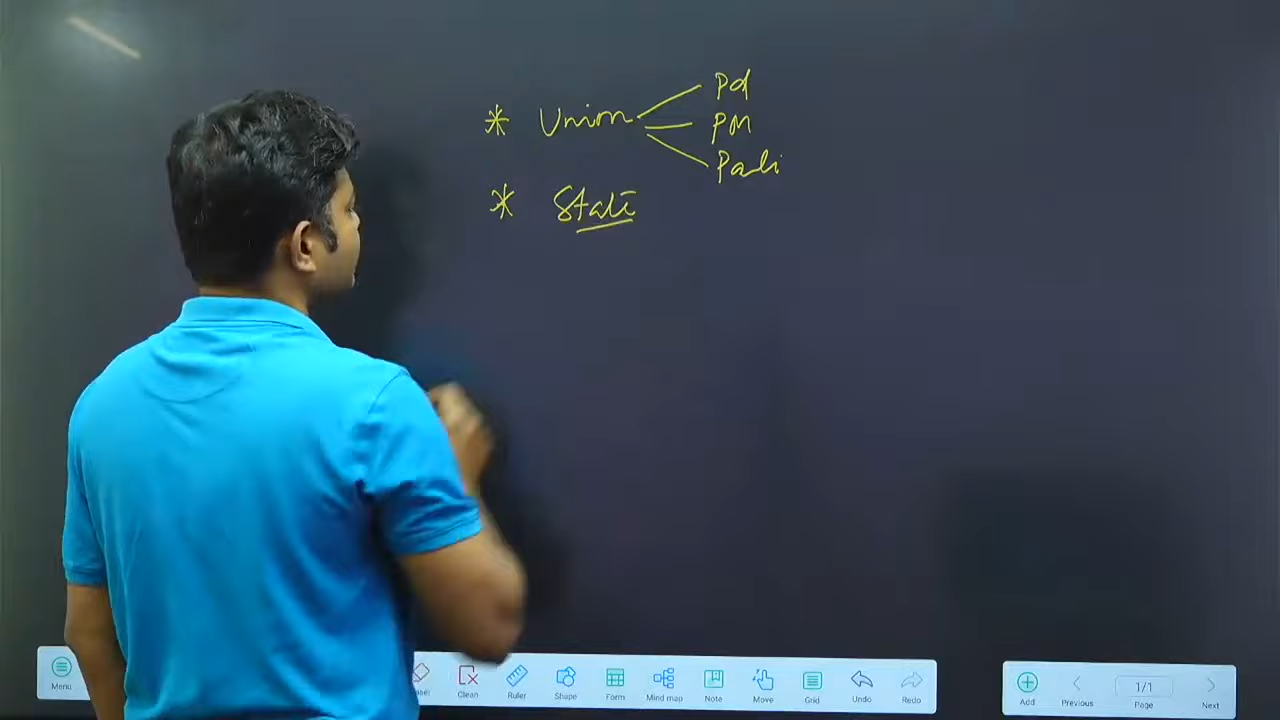 Pd
* Union
PM
Parli
* State
Menu
Clean
Ruler
Shape
Form
Mind map
Note
Move
Grid
Undo
Redo
Add
Previous
1/1
Page
Next